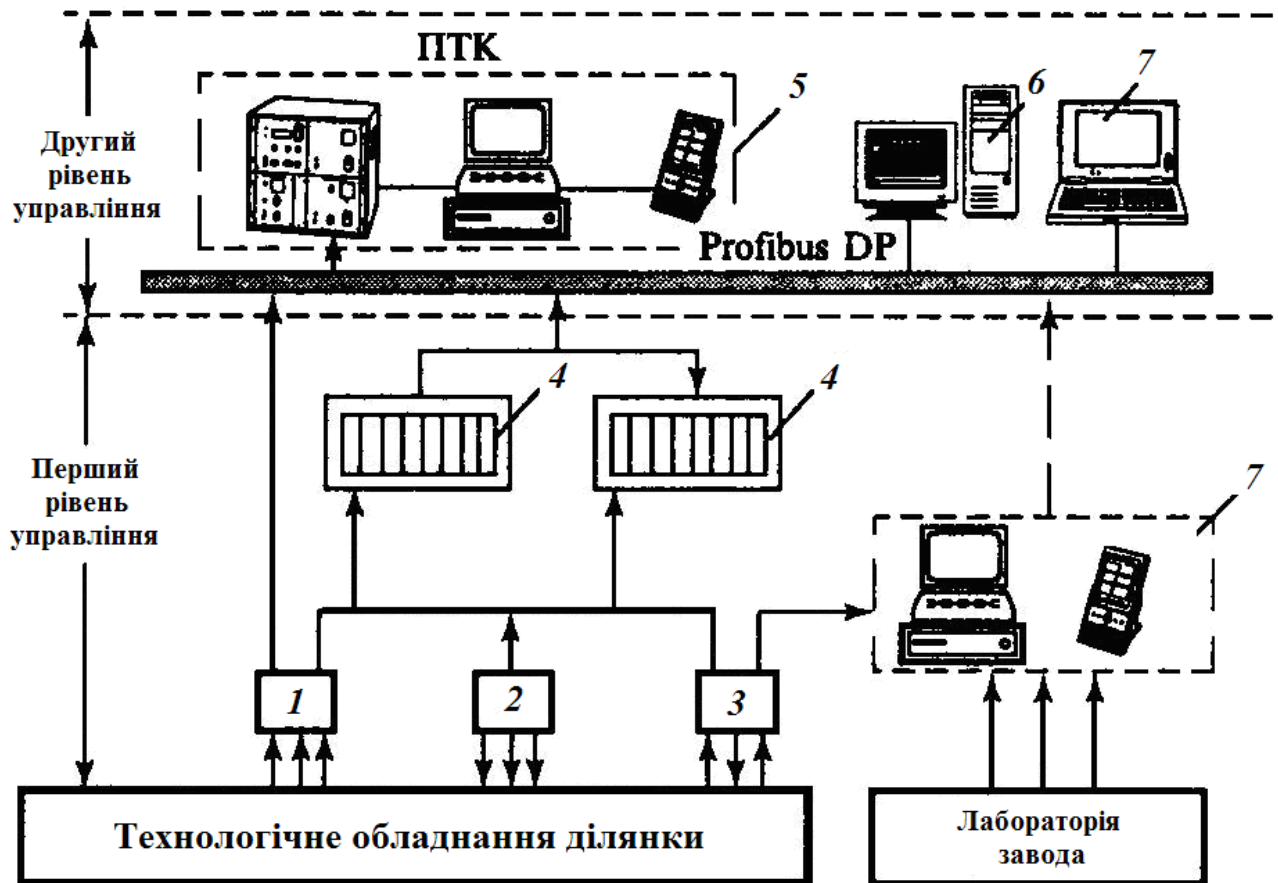 ПТК
5
6
7
Другий
рівень
управління
Profibus DP
4
4
Перший
рівень
управління
7
1
2
3
Технологічне обладнання ділянки
Лабораторія
завода